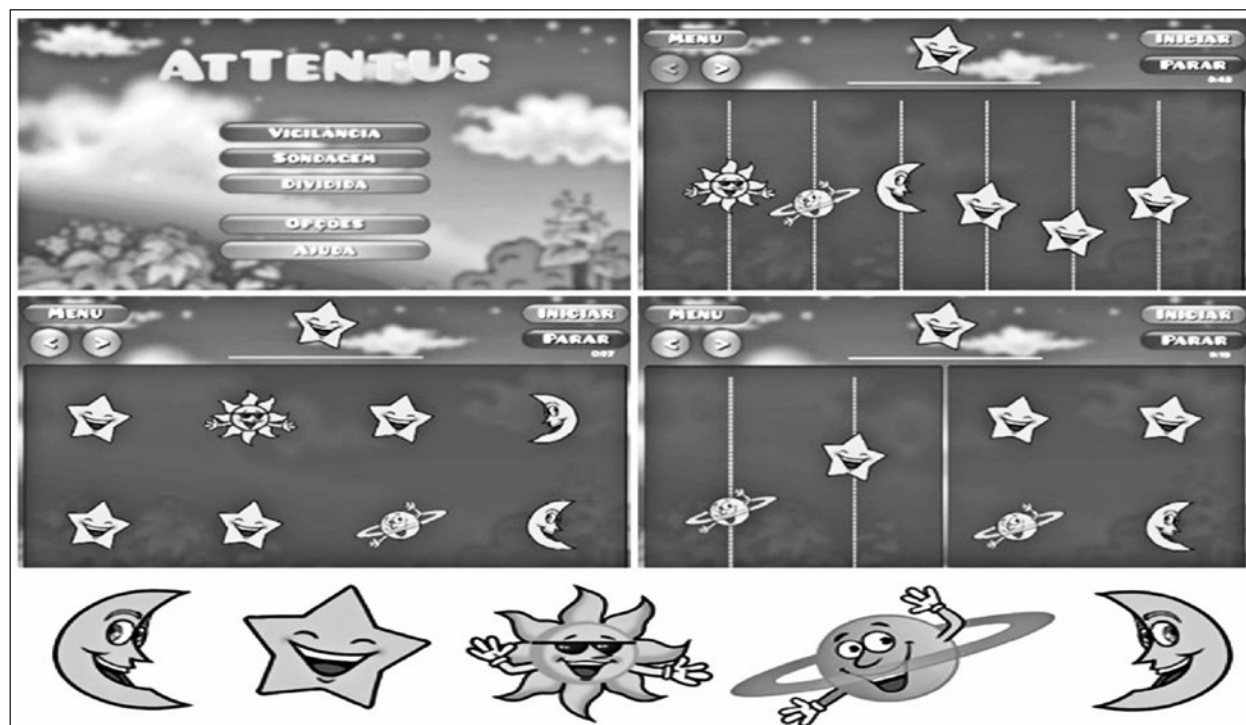 ATTENTUS
VIGILÂNCIA
SONDAGEM
DIVIDIDA
OPÇÕES
AJUDA
MENU
< >
INICIAR
PARAR
MENU
< >
INICIAR
PARAR
MENU
< >
INICIAR
PARAR